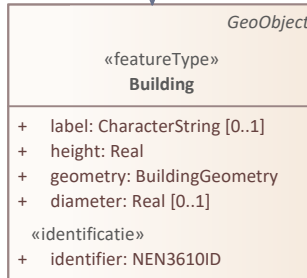 GeoObject
«featureType»
Building
+ label: CharacterString [0..1]
+ height: Real
+ geometry: BuildingGeometry
+ diameter: Real [0..1]
«identificatie»
+ identifier: NEN3610ID